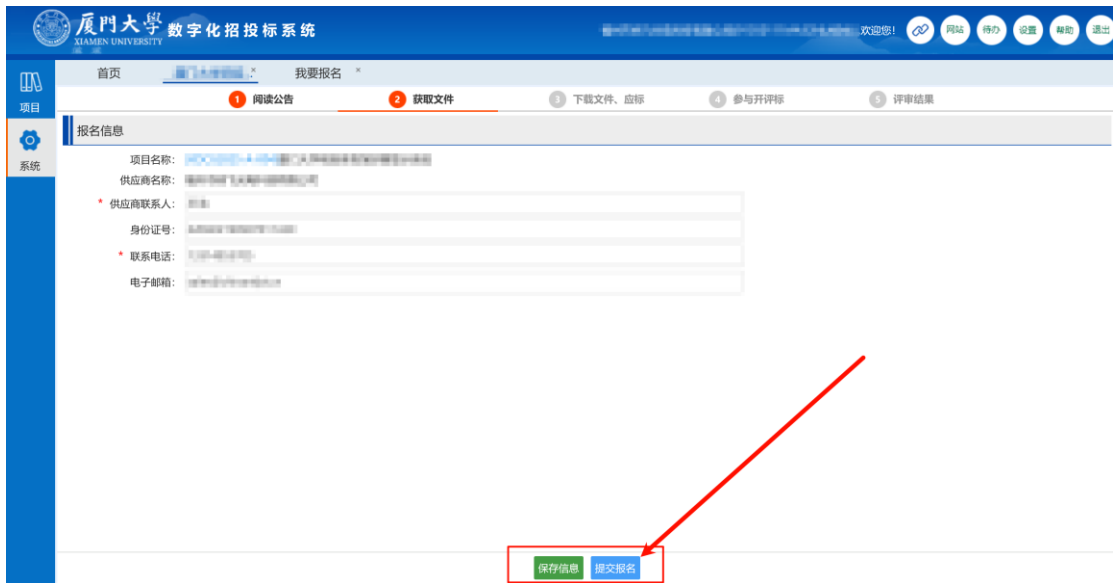 厦門大學 数字化招投标系统
XIAMEN UNIVERSITY
欢迎您! 网站 待办 设置 帮助 退出
项目
系统
首页 × 我要报名 ×
1 阅读公告 2 获取文件 3 下载文件、应标 4 参与开评标 5 评审结果
报名信息
项目名称:
供应商名称:
* 供应商联系人:
身份证号:
* 联系电话:
电子邮箱:
保存信息 提交报名